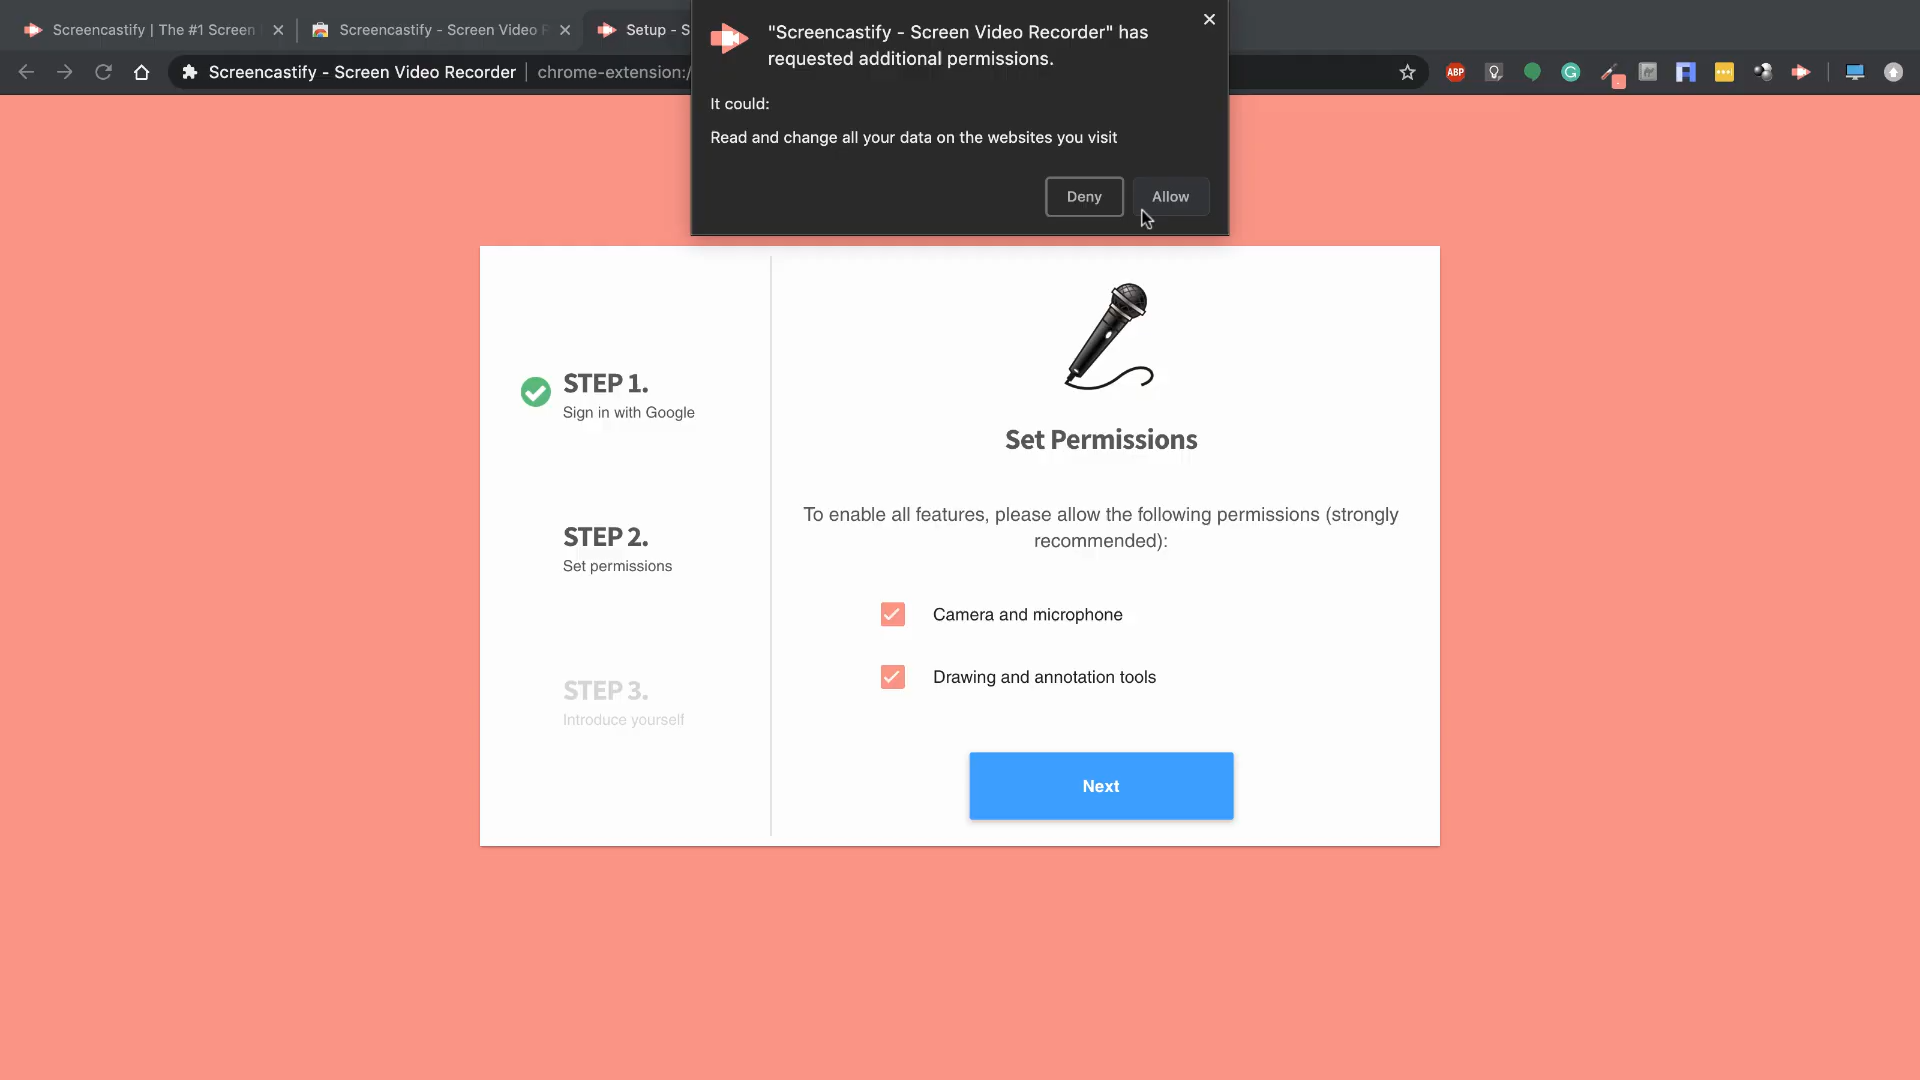 Screencastify | The #1 Screen
Screencastify - Screen Video R
Setup - S
Screencastify - Screen Video Recorder
chrome-extension:/
ABP
"Screencastify - Screen Video Recorder" has
requested additional permissions.
It could:
Read and change all your data on the websites you visit
Deny
Allow
STEP 1.
Sign in with Google
STEP 2.
Set permissions
STEP 3.
Introduce yourself
Set Permissions
To enable all features, please allow the following permissions (strongly
recommended):
Camera and microphone
Drawing and annotation tools
Next